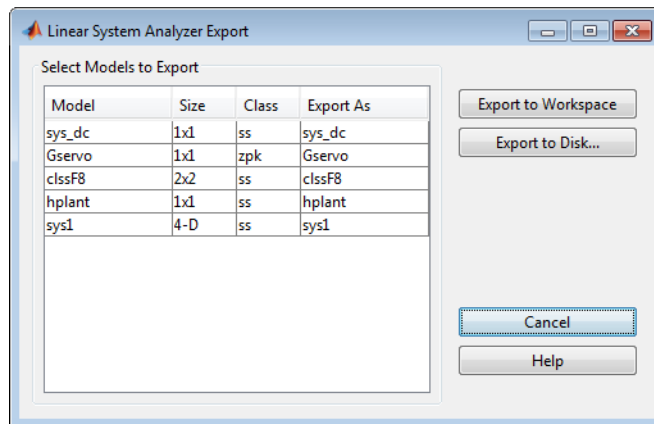 Linear System Analyzer Export
Select Models to Export
Model Size Class Export As
sys_dc 1x1 ss sys_dc
Gservo 1x1 zpk Gservo
clssF8 2x2 ss clssF8
hplant 1x1 ss hplant
sys1 4-D ss sys1
Export to Workspace
Export to Disk...
Cancel
Help